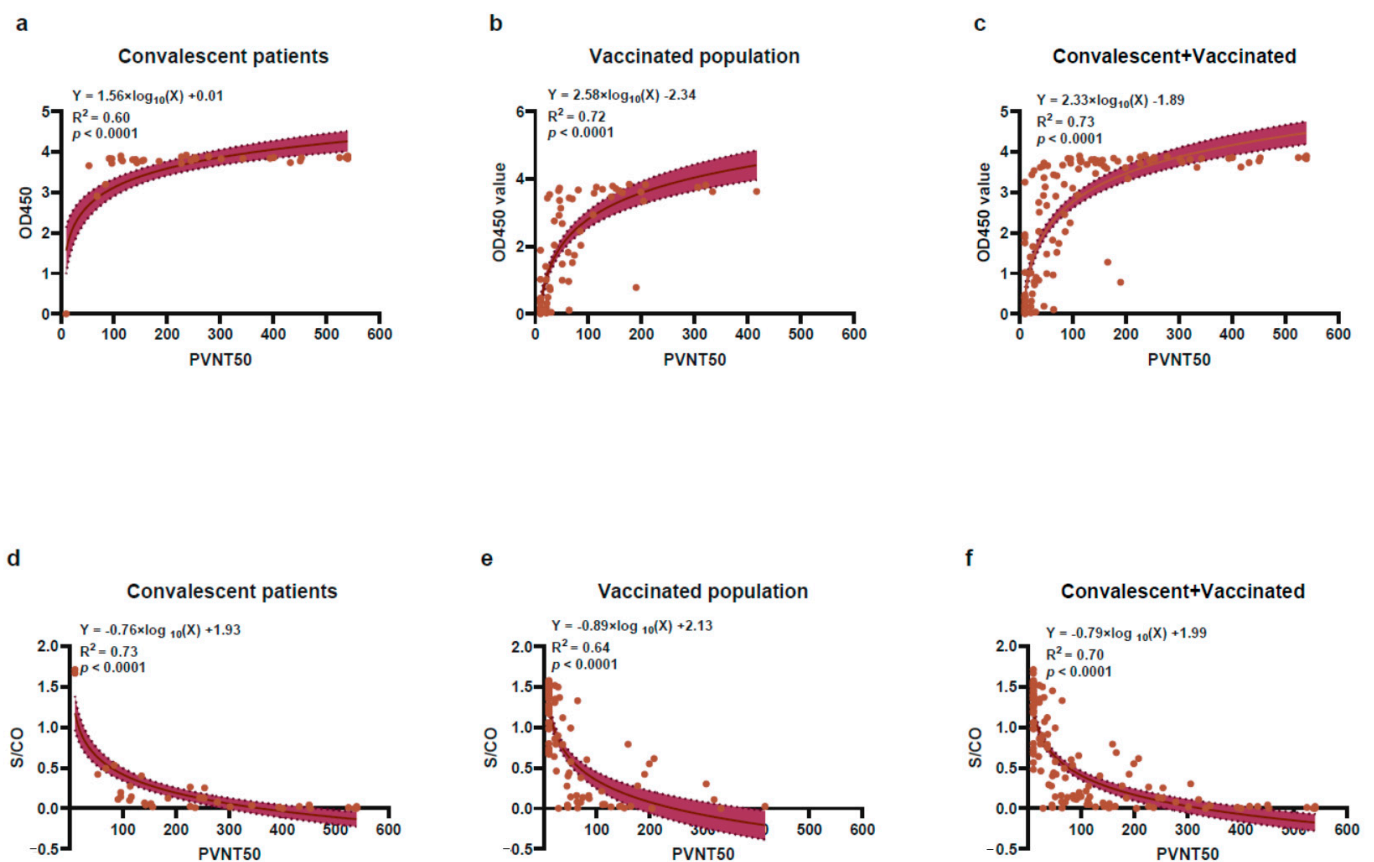 a
Convalescent patients
Y = 1.56×log10(X) +0.01
R2 = 0.60
p < 0.0001
5
4
3
2
1
0
OD450
0 100 200 300 400 500 600
PVNT50
b
Vaccinated population
Y = 2.58×log10(X) -2.34
R2 = 0.72
p < 0.0001
6
4
2
0
OD450 value
0 100 200 300 400 500 600
PVNT50
c
Convalescent+Vaccinated
Y = 2.33×log10(X) -1.89
R2 = 0.73
p < 0.0001
5
4
3
2
1
0
OD450 value
0 100 200 300 400 500 600
PVNT50
d
Convalescent patients
Y = -0.76×log 10(X) +1.93
R2 = 0.73
p < 0.0001
2.0
1.5
1.0
0.5
0.0
−0.5
S/CO
100 200 300 400 500 600
PVNT50
e
Vaccinated population
Y = -0.89×log 10(X) +2.13
R2 = 0.64
p < 0.0001
2.0
1.5
1.0
0.5
0.0
−0.5
S/CO
100 200 300 400 500 600
PVNT50
f
Convalescent+Vaccinated
Y = -0.79×log 10(X) +1.99
R2 = 0.70
p < 0.0001
2.0
1.5
1.0
0.5
0.0
−0.5
S/CO
100 200 300 400 500 600
PVNT50